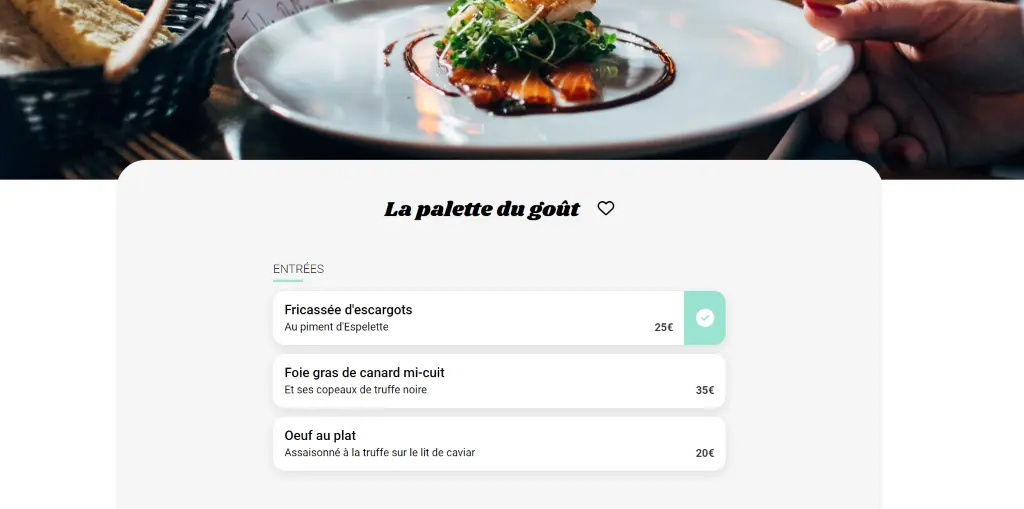 La palette du goût
ENTRÉES
Fricassée d'escargots
Au piment d'Espelette
25€
Foie gras de canard mi-cuit
Et ses copeaux de truffe noire
35€
Oeuf au plat
Assaisonné à la truffe sur le lit de caviar
20€